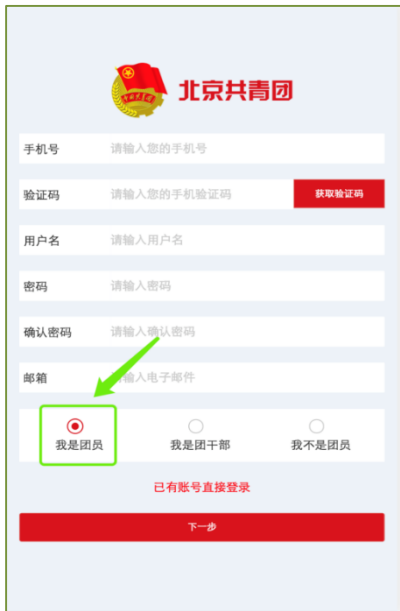 北京共青团
手机号 请输入您的手机号
验证码 请输入您的手机验证码 获取验证码
用户名 请输入用户名
密码 请输入密码
确认密码 请输入确认密码
邮箱 输入电子邮件
我是团员 我是团干部 我不是团员
已有账号直接登录
下一步